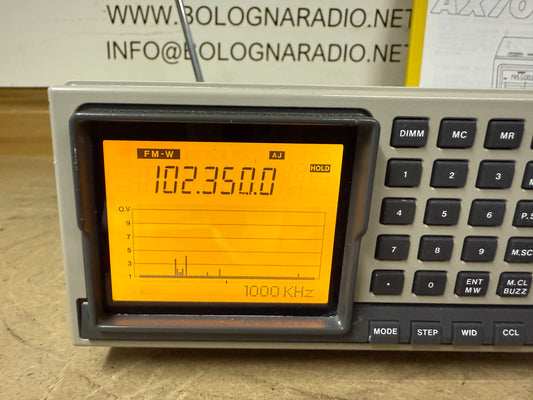 WWW.BOLOGNARADIO.NET
INFO@BOLOGNARADIO.NET
DIMM MC MR
1 2 3
4 5 6 P.S
7 8 9 M.SC
• 0 ENT MW M.CL BUZZ
MODE STEP WID CCL
FM-W AJ
HOLD
102.350.0
O.V
9
7
5
3
1
1000 KHz